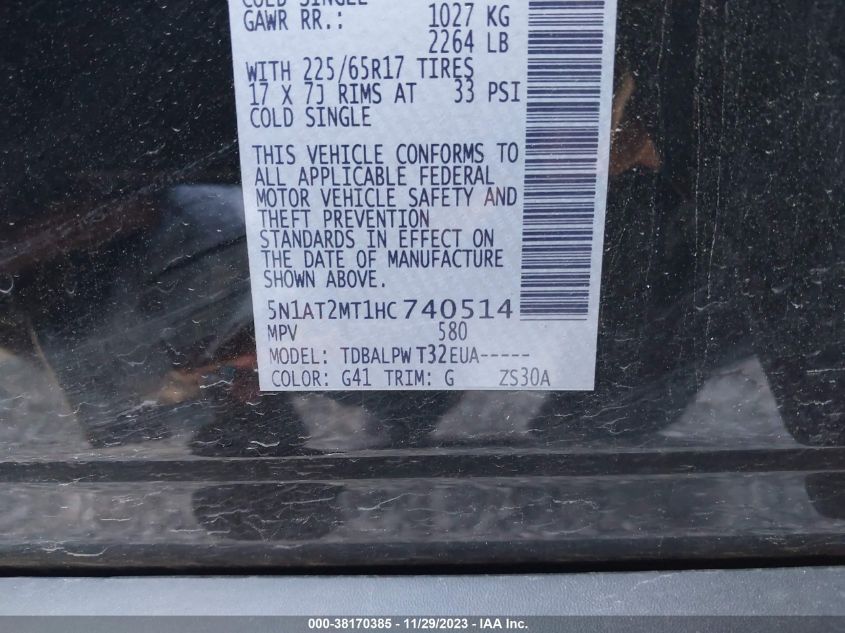 COLD SINGLE
GAWR RR.: 1027 KG
2264 LB
WITH 225/65R17 TIRES
17 X 7J RIMS AT 33 PSI
COLD SINGLE
THIS VEHICLE CONFORMS TO
ALL APPLICABLE FEDERAL
MOTOR VEHICLE SAFETY AND
THEFT PREVENTION
STANDARDS IN EFFECT ON
THE DATE OF MANUFACTURE
SHOWN ABOVE.
5N1AT2MT1HC740514
MPV 580
MODEL: TDBALPW T32EUA-----
COLOR: G41 TRIM: G ZS30A
000-38170385 - 11/29/2023 - IAA Inc.